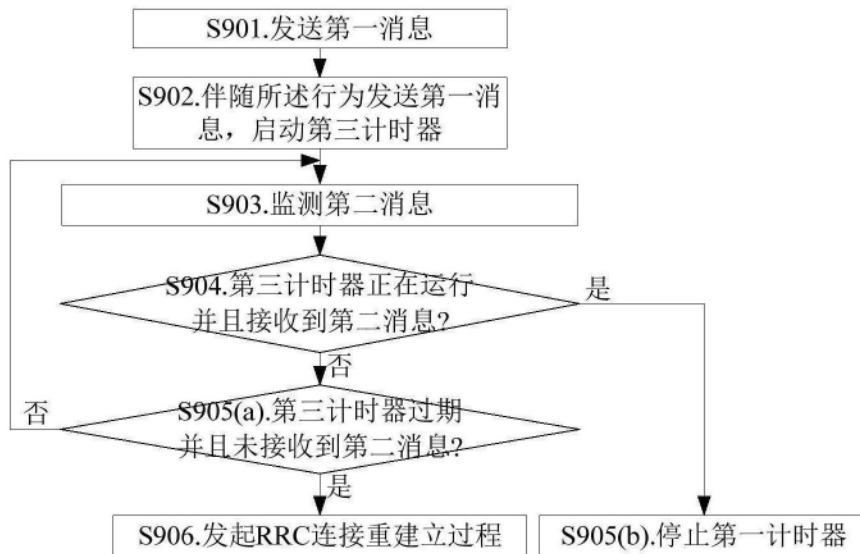 S901.发送第一消息
S902.伴随所述行为发送第一消
息，启动第三计时器
S903.监测第二消息
S904.第三计时器正在运行
并且接收到第二消息?
是
否
S905(a).第三计时器过期
并且未接收到第二消息?
否
是
S906.发起RRC连接重建立过程
S905(b).停止第一计时器